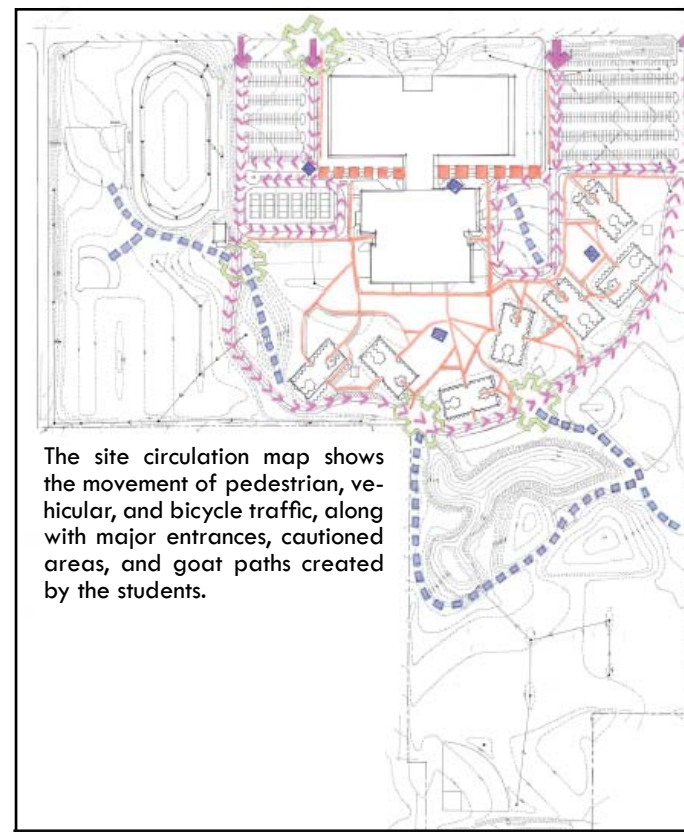 The site circulation map shows
the movement of pedestrian, ve-
hicular, and bicycle traffic, along
with major entrances, cautioned
areas, and goat paths created
by the students.